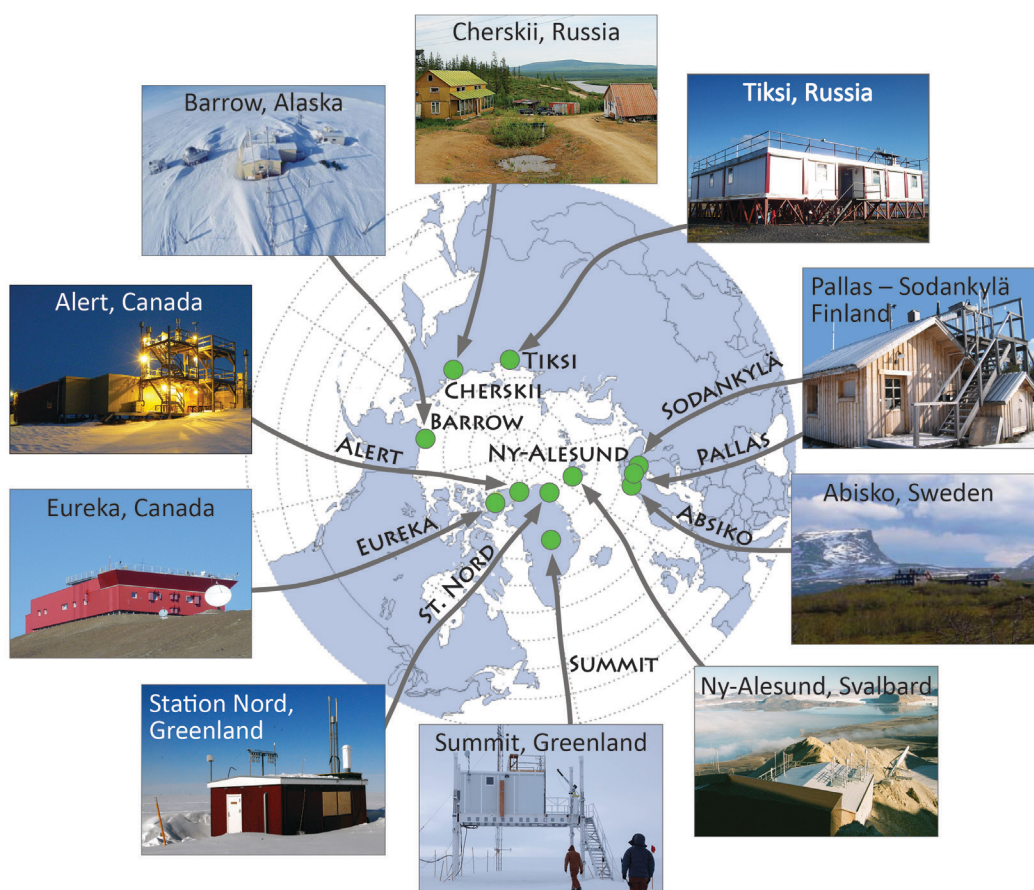 Cherskii, Russia
Barrow, Alaska
Tiksi, Russia
Alert, Canada
Pallas – Sodankylä
Finland
Eureka, Canada
Abisko, Sweden
Station Nord,
Greenland
Summit, Greenland
Ny-Alesund, Svalbard
TIKSI
CHERSKII
BARROW
SODANKYLÄ
ALERT
NY-ALESUND
PALLAS
EUREKA
ABSIKO
ST. NORD
SUMMIT